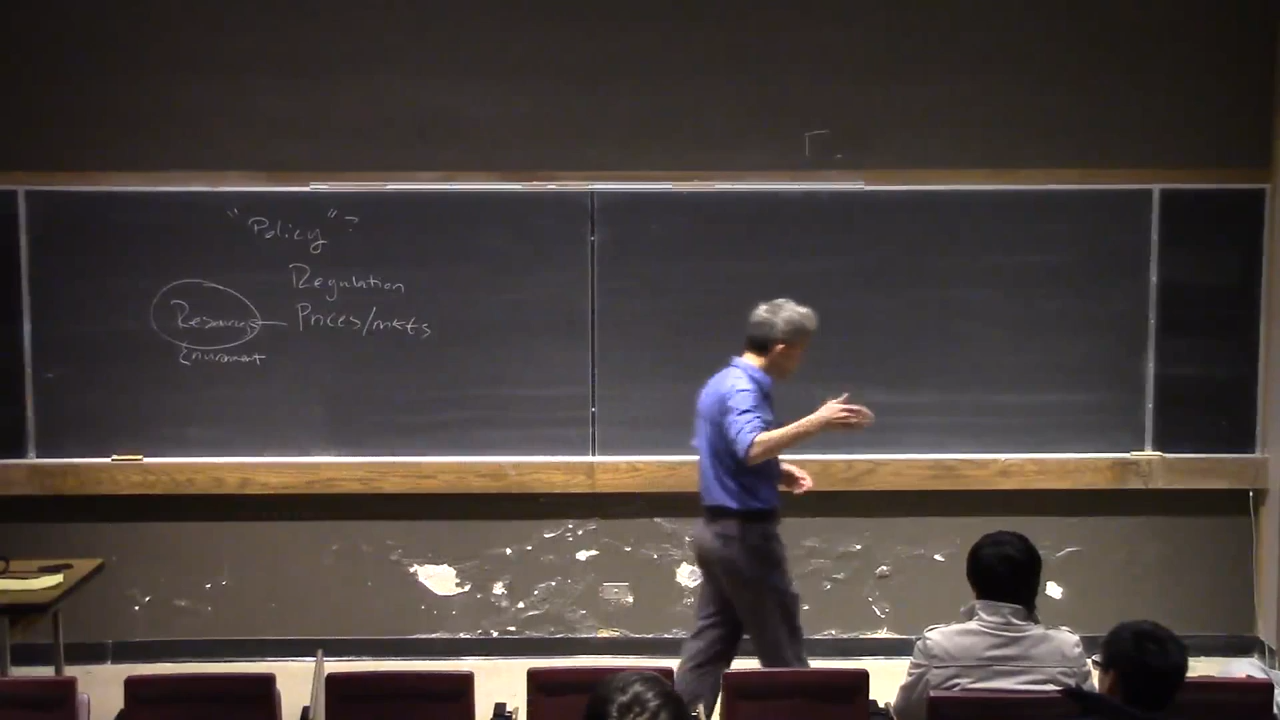 "Policy"?
Regulation
Resources — Prices/mkts
Environment